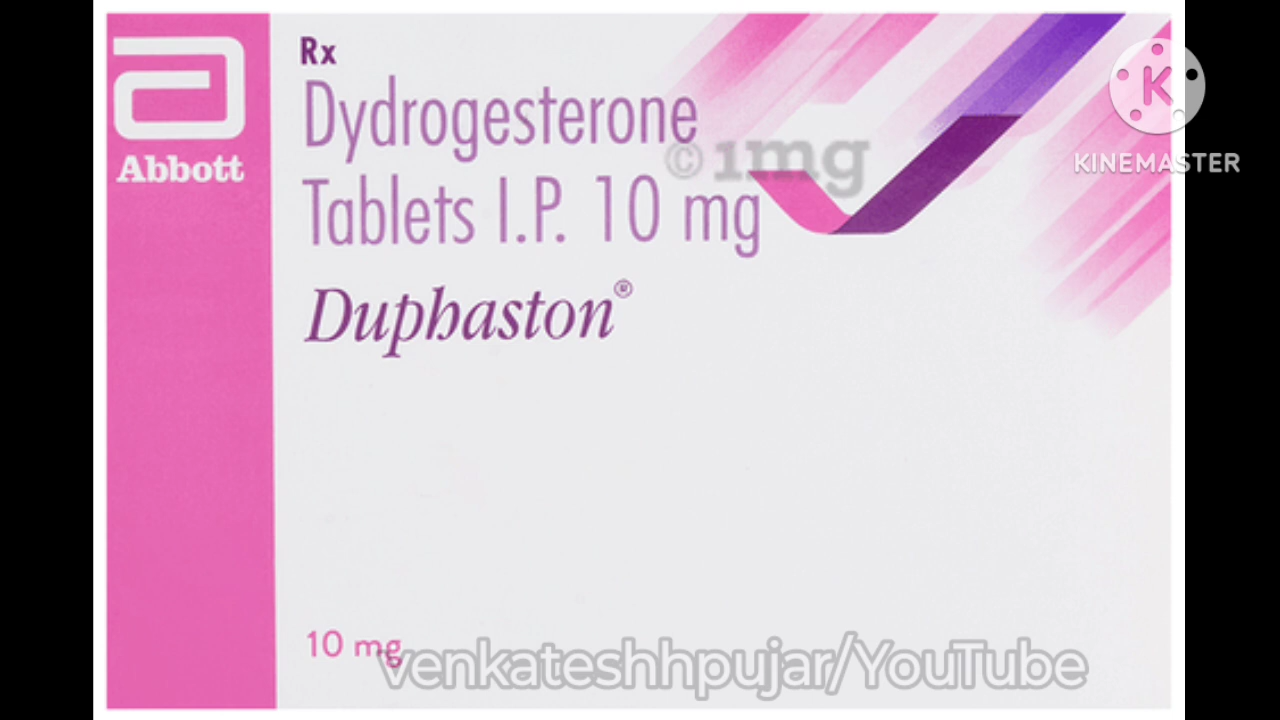 Rx
Dydrogesterone
Tablets I.P. 10 mg
Duphaston®
Abbott
© 1mg
K
KINEMASTER
10 mg
venkateshhpujar/YouTube